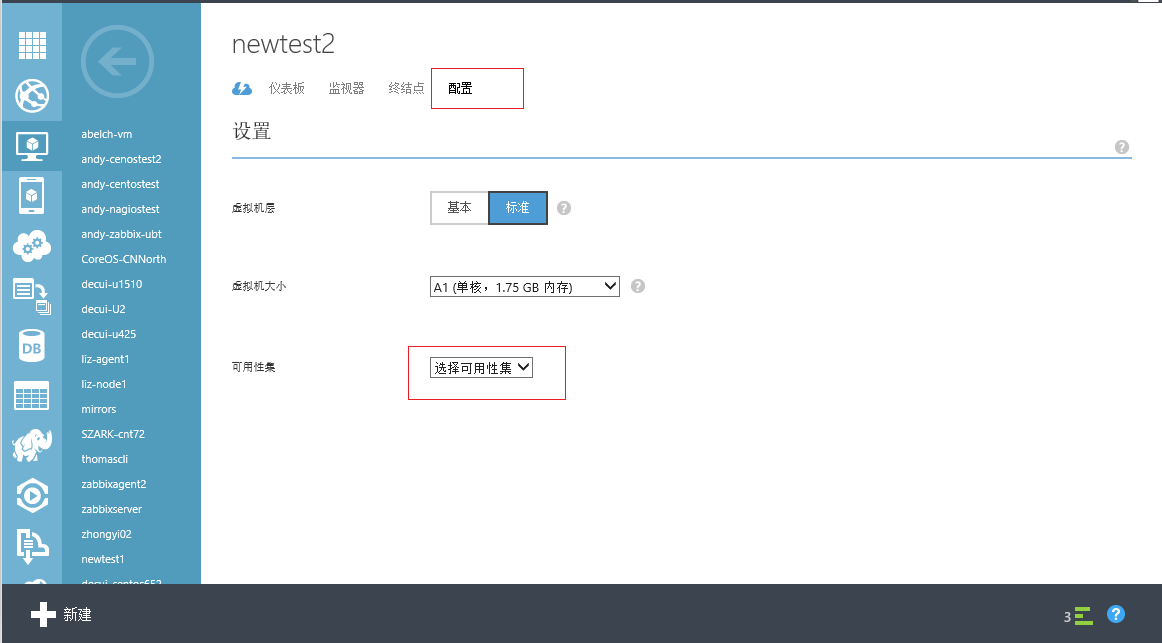 newtest2
仪表板 监视器 终结点 配置
设置
?
虚拟机层 基本 标准 ?
虚拟机大小 A1 (单核，1.75 GB 内存) ?
可用性集 选择可用性集
abelch-vm
andy-cenostest2
andy-centostest
andy-nagiostest
andy-zabbix-ubt
CoreOS-CNNorth
decui-u1510
decui-U2
decui-u425
liz-agent1
liz-node1
mirrors
SZARK-cnt72
thomascli
zabbixagent2
zabbixserver
zhongyi02
newtest1
decui-centos652
DB
新建
3 ?